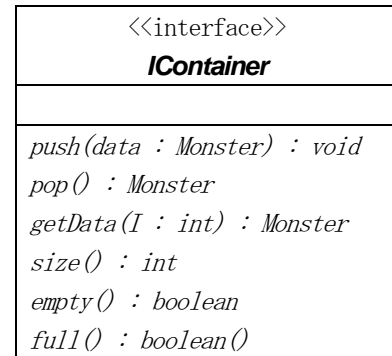 <<interface>>
IContainer
push(data : Monster) : void
pop() : Monster
getData(I : int) : Monster
size() : int
empty() : boolean
full() : boolean()